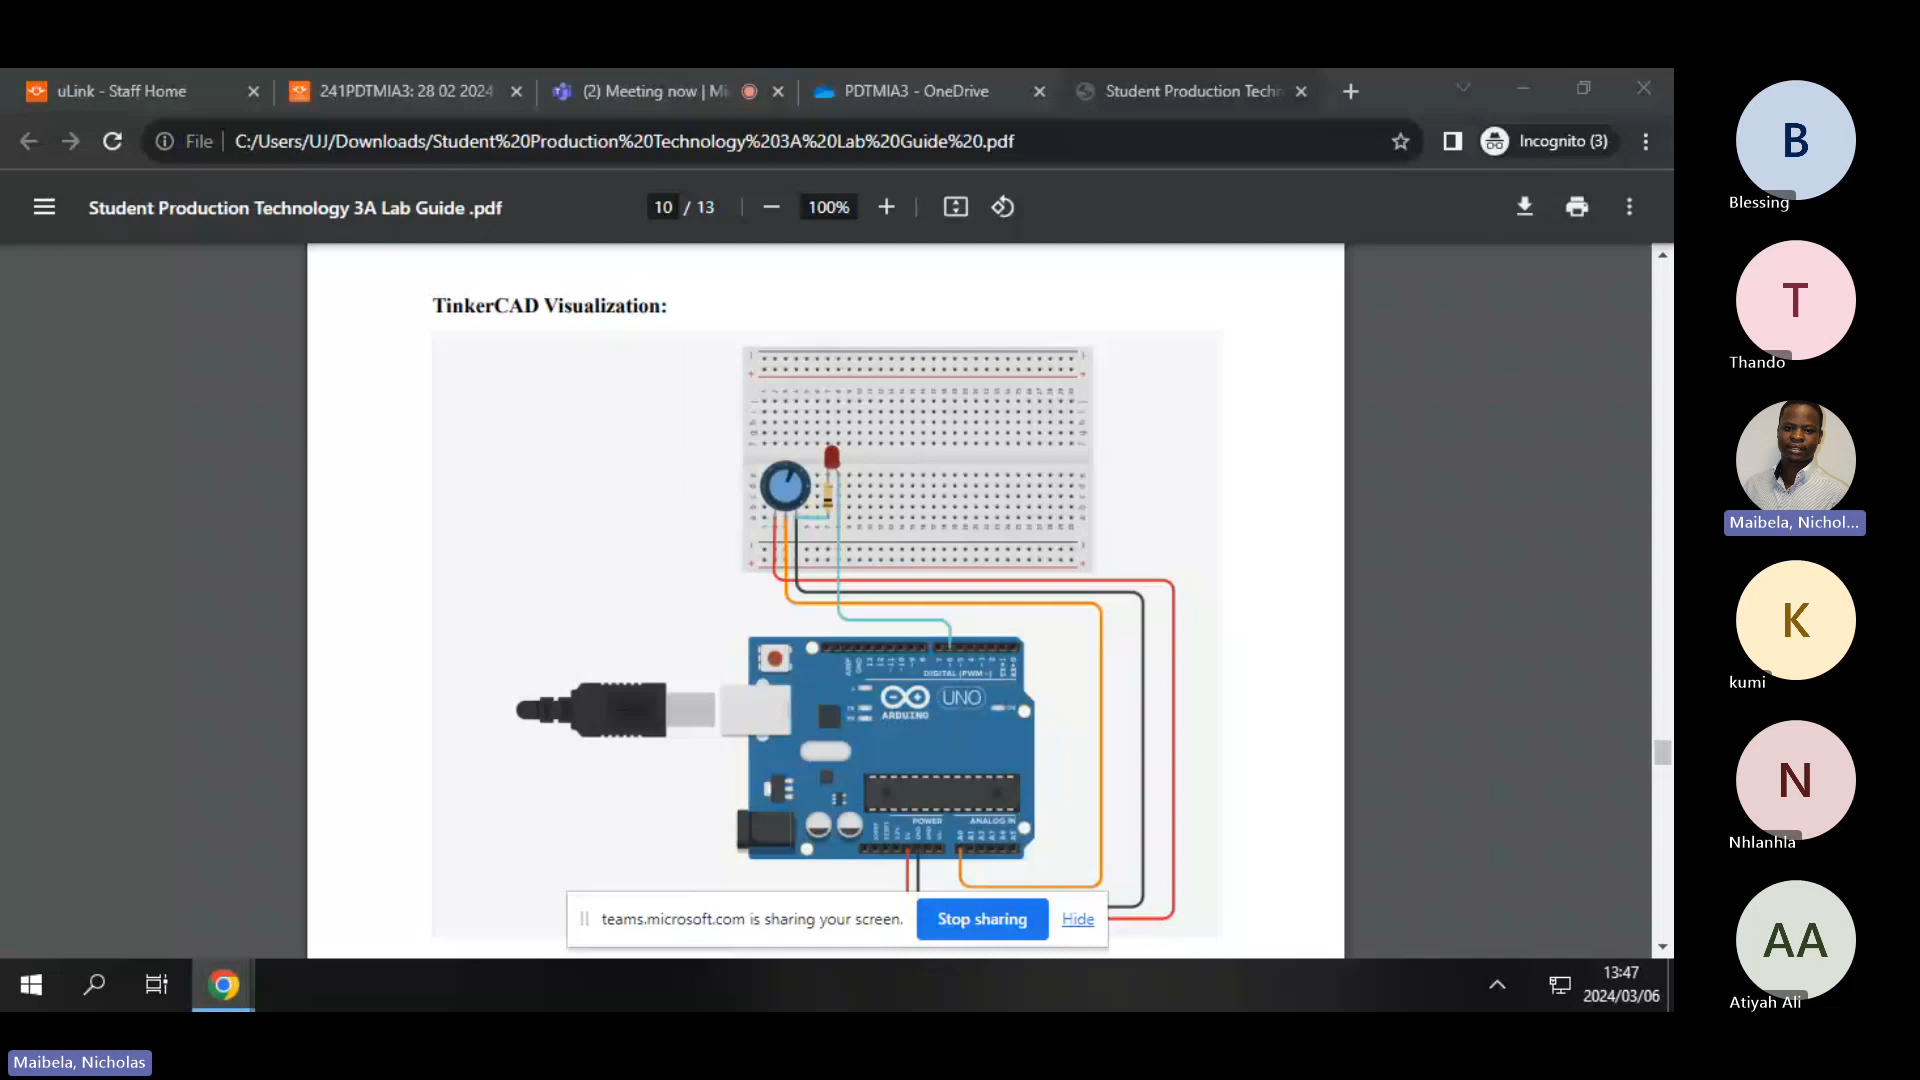 uLink - Staff Home
241PDTMIA3: 28 02 2024
(2) Meeting now | Mi
PDTMIA3 - OneDrive
Student Production Techn
File
C:/Users/UJ/Downloads/Student%20Production%20Technology%203A%20Lab%20Guide%20.pdf
Incognito (3)
Student Production Technology 3A Lab Guide .pdf
10 / 13
100%
TinkerCAD Visualization:
DIGITAL (PWM~)
UNO
ARDUINO
POWER
ANALOG IN
teams.microsoft.com is sharing your screen.
Stop sharing
Hide
13:47
2024/03/06
B
Blessing
T
Thando
Maibela, Nichol...
K
kumi
N
Nhlanhla
AA
Atiyah Ali
Maibela, Nicholas